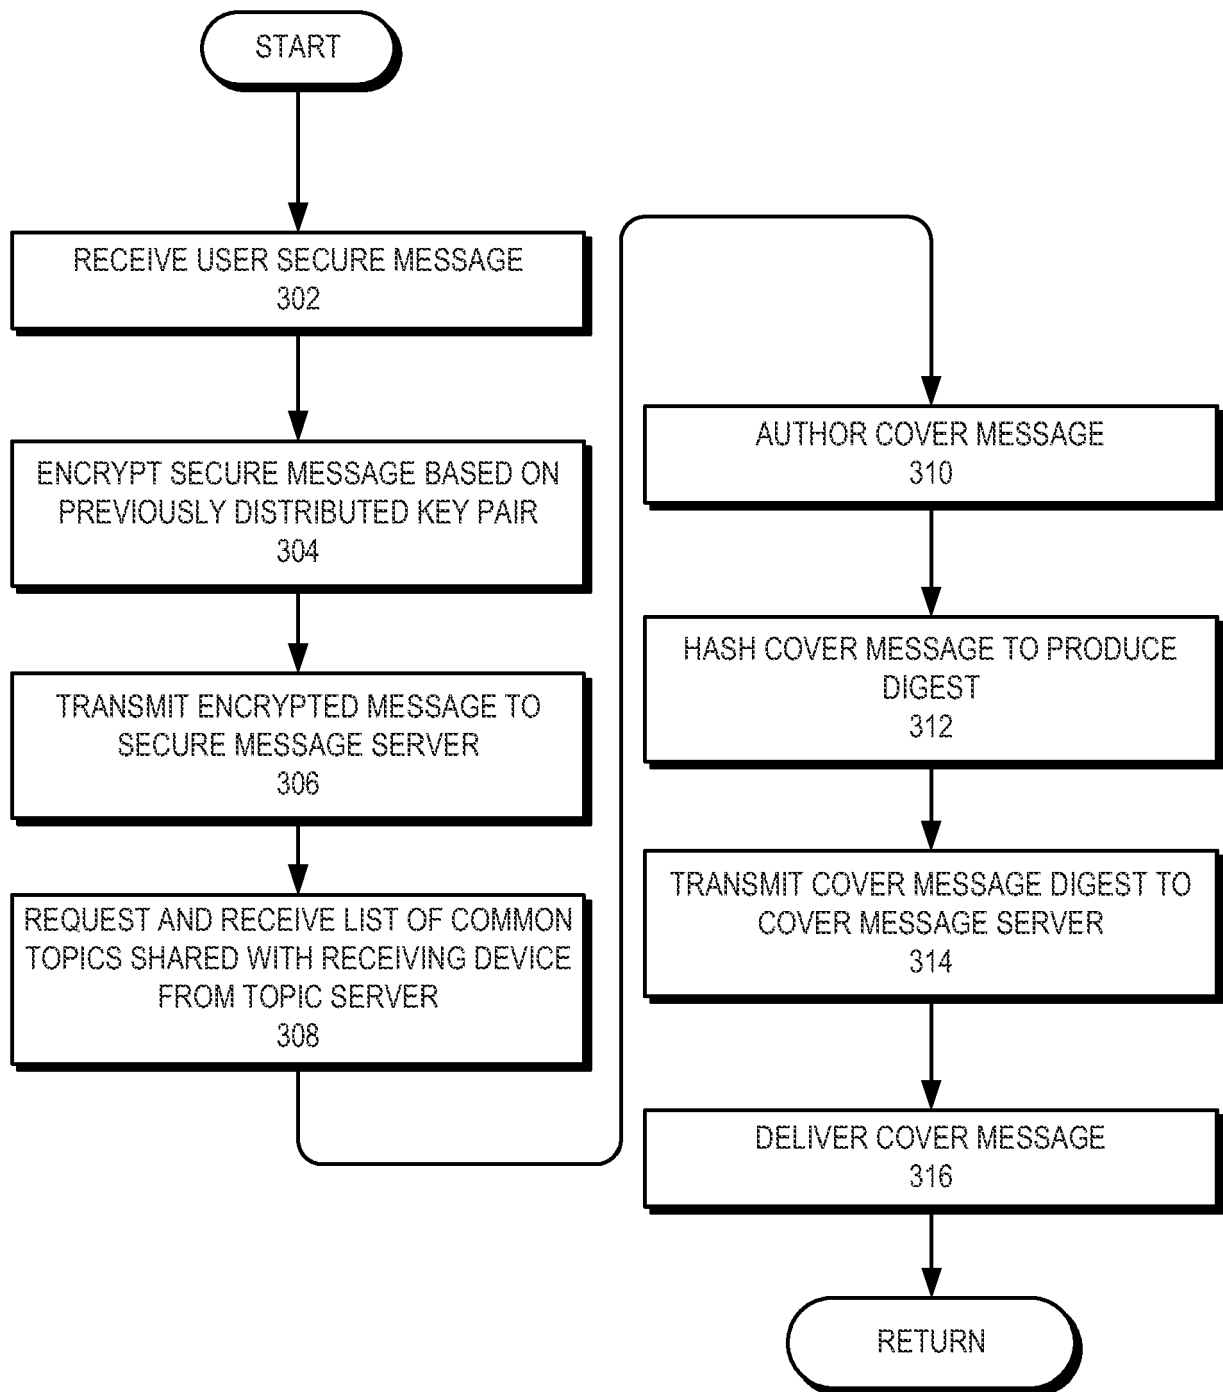 START
RECEIVE USER SECURE MESSAGE
302
ENCRYPT SECURE MESSAGE BASED ON
PREVIOUSLY DISTRIBUTED KEY PAIR
304
TRANSMIT ENCRYPTED MESSAGE TO
SECURE MESSAGE SERVER
306
REQUEST AND RECEIVE LIST OF COMMON
TOPICS SHARED WITH RECEIVING DEVICE
FROM TOPIC SERVER
308
AUTHOR COVER MESSAGE
310
HASH COVER MESSAGE TO PRODUCE
DIGEST
312
TRANSMIT COVER MESSAGE DIGEST TO
COVER MESSAGE SERVER
314
DELIVER COVER MESSAGE
316
RETURN